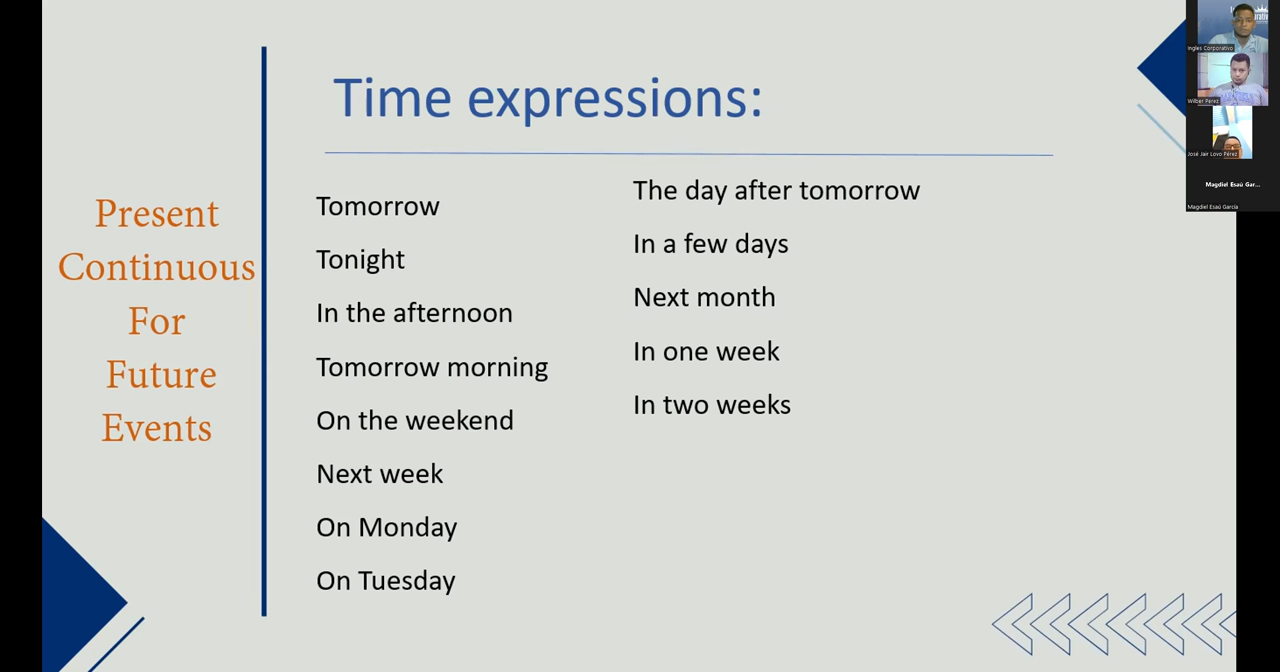 Time expressions:
Present
Continuous
For
Future
Events
Tomorrow
Tonight
In the afternoon
Tomorrow morning
On the weekend
Next week
On Monday
On Tuesday
The day after tomorrow
In a few days
Next month
In one week
In two weeks
Ingles Corporativo
Wilber Perez
José Jair Lovo Pérez
Magdiel Esaú Gar...
Magdiel Esaú García